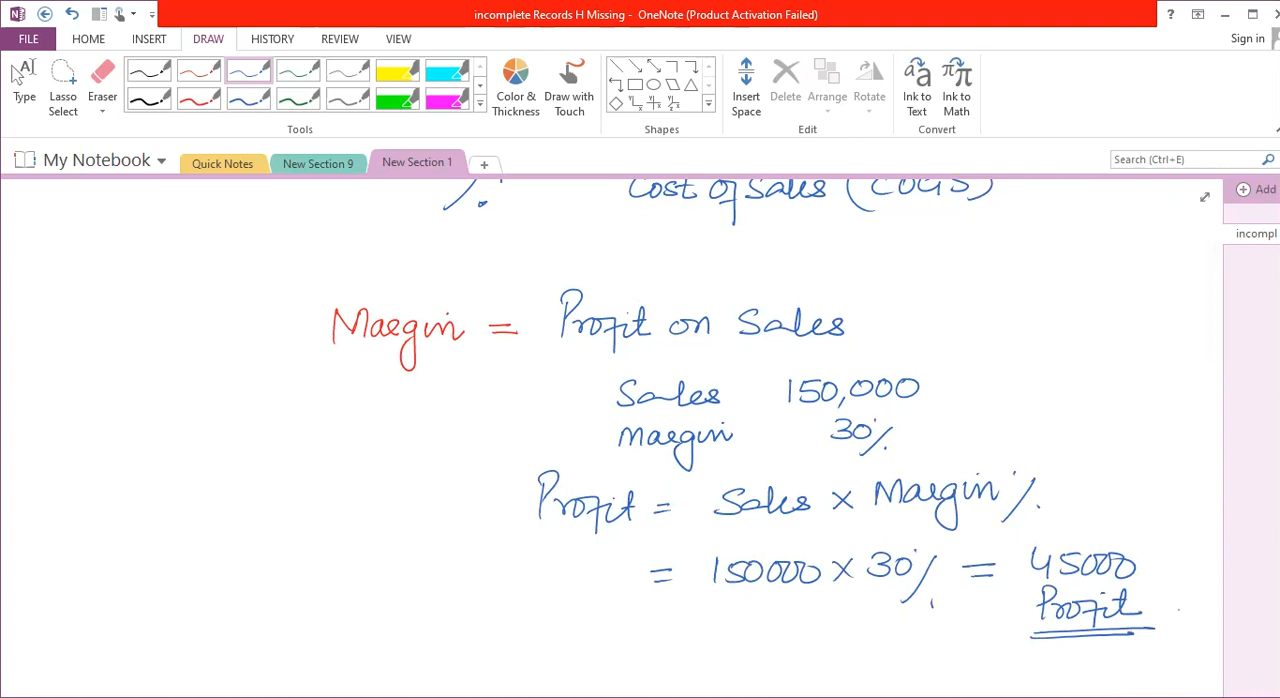 incomplete Records H Missing - OneNote (Product Activation Failed)
? 
Sign in
FILE HOME INSERT DRAW HISTORY REVIEW VIEW
Type
Lasso Select
Eraser
Color & Thickness
Draw with Touch
Insert Space
Delete
Arrange
Rotate
Ink to Text
Ink to Math
Tools Shapes Edit Convert
My Notebook Quick Notes New Section 9 New Section 1 +
Search (Ctrl+E)
Add
incompl
%. Cost of Sales (COGS)
Margin = Profit on Sales
Sales 150,000
Margin 30%
Profit = Sales × Margin %.
= 150000 × 30% = 45000
Profit